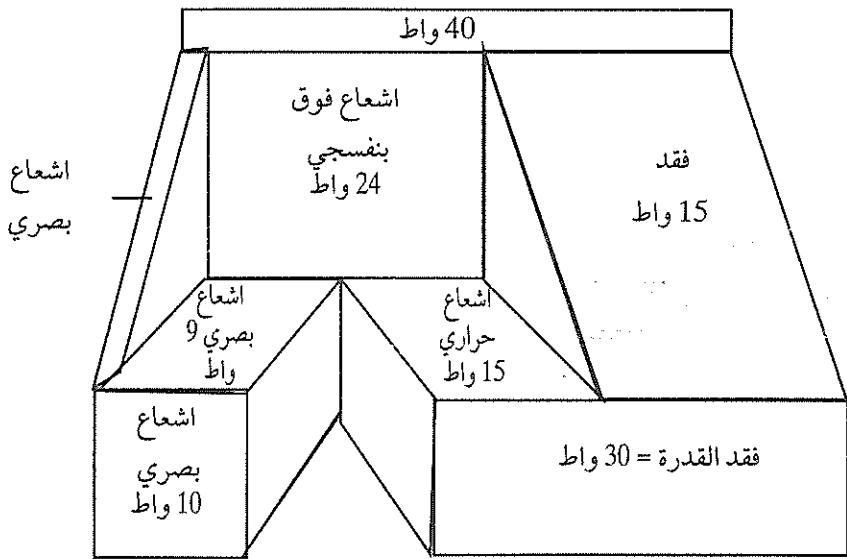 40 واط
اشعاع فوق
بنفسجي
24 واط
فقد
15 واط
اشعاع
بصري
اشعاع
بصري 9
واط
اشعاع
حراري
15 واط
اشعاع
بصري
10 واط
فقد القدرة = 30 واط